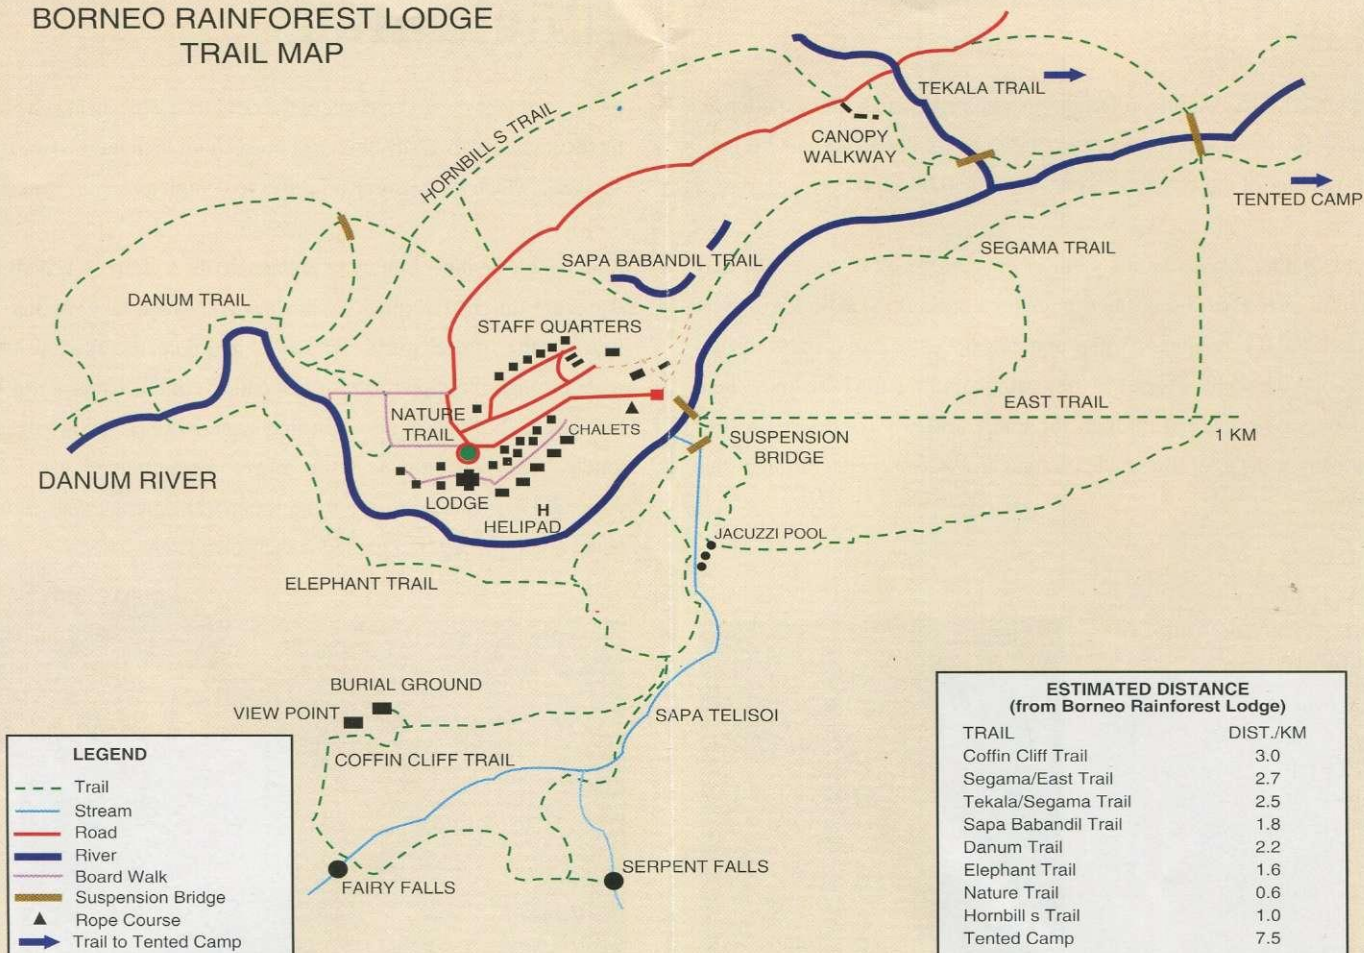 BORNEO RAINFOREST LODGE
TRAIL MAP
TEKALA TRAIL
HORNBILL S TRAIL
CANOPY
WALKWAY
TENTED CAMP
SEGAMA TRAIL
SAPA BABANDIL TRAIL
DANUM TRAIL
STAFF QUARTERS
EAST TRAIL
NATURE
TRAIL
CHALETS
SUSPENSION
BRIDGE
1 KM
DANUM RIVER
LODGE
H
HELIPAD
JACUZZI POOL
ELEPHANT TRAIL
BURIAL GROUND
VIEW POINT
SAPA TELISOI
COFFIN CLIFF TRAIL
SERPENT FALLS
FAIRY FALLS
LEGEND
Trail
Stream
Road
River
Board Walk
Suspension Bridge
Rope Course
Trail to Tented Camp
ESTIMATED DISTANCE
(from Borneo Rainforest Lodge)
TRAIL DIST./KM
Coffin Cliff Trail 3.0
Segama/East Trail 2.7
Tekala/Segama Trail 2.5
Sapa Babandil Trail 1.8
Danum Trail 2.2
Elephant Trail 1.6
Nature Trail 0.6
Hornbill s Trail 1.0
Tented Camp 7.5